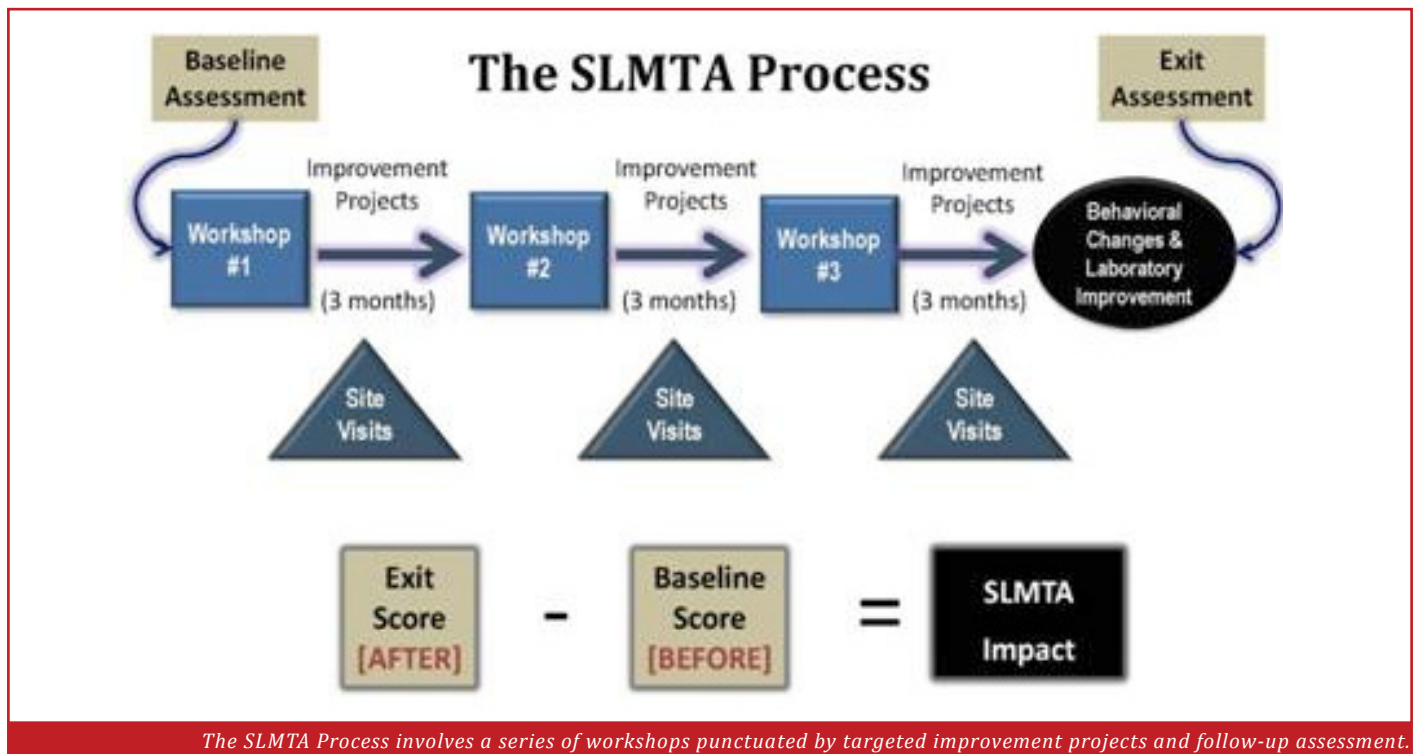 The SLMTA Process
Baseline
Assessment
Exit
Assessment
Workshop
#1
Improvement
Projects
(3 months)
Workshop
#2
Improvement
Projects
(3 months)
Workshop
#3
Improvement
Projects
(3 months)
Behavioral
Changes &
Laboratory
Improvement
Site
Visits
Site
Visits
Site
Visits
Exit
Score
[AFTER]
-
Baseline
Score
[BEFORE]
=
SLMTA
Impact
The SLMTA Process involves a series of workshops punctuated by targeted improvement projects and follow-up assessment.